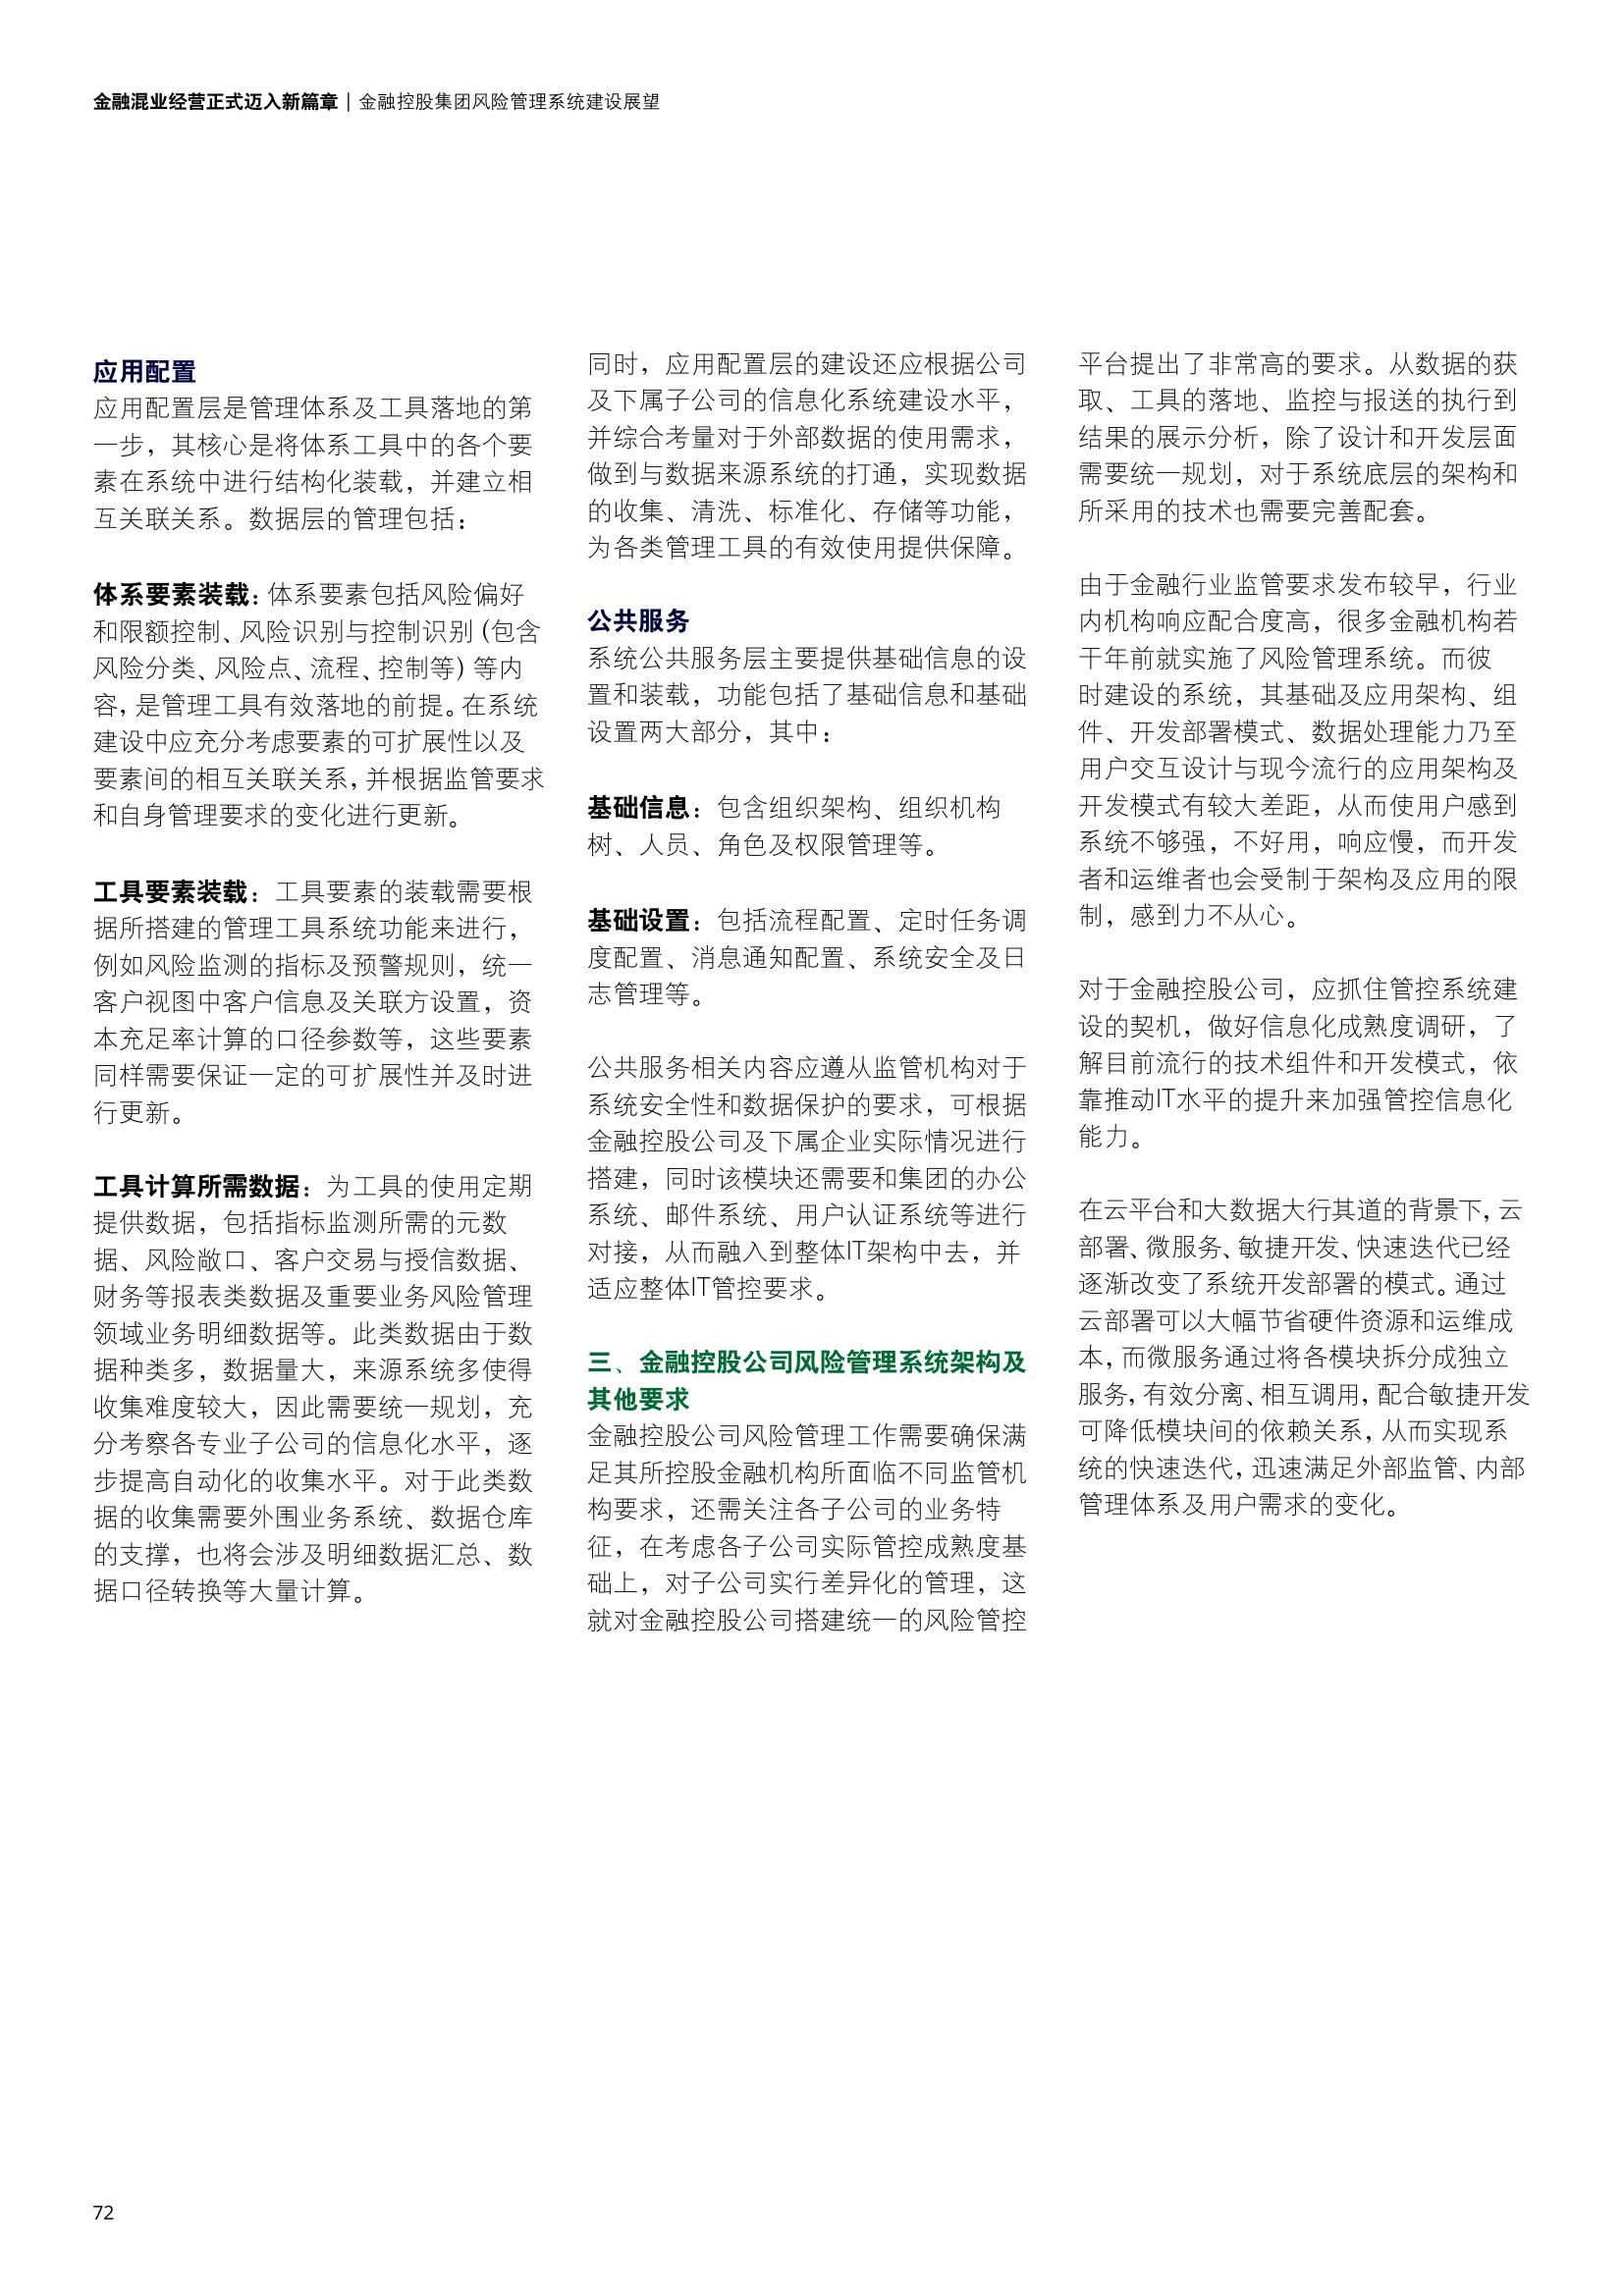 金融混业经营正式迈入新篇章 | 金融控股集团风险管理系统建设展望
应用配置
应用配置层是管理体系及工具落地的第
一步，其核心是将体系工具中的各个要
素在系统中进行结构化装载，并建立相
互关联关系。数据层的管理包括：
体系要素装载：体系要素包括风险偏好
和限额控制、风险识别与控制识别（包含
风险分类、风险点、流程、控制等）等内
容，是管理工具有效落地的前提。在系统
建设中应充分考虑要素的可扩展性以及
要素间的相互关联关系，并根据监管要求
和自身管理要求的变化进行更新。
工具要素装载：工具要素的装载需要根
据所搭建的管理工具系统功能来进行，
例如风险监测的指标及预警规则，统一
客户视图中客户信息及关联方设置，资
本充足率计算的口径参数等，这些要素
同样需要保证一定的可扩展性并及时进
行更新。
工具计算所需数据：为工具的使用定期
提供数据，包括指标监测所需的元数
据、风险敞口、客户交易与授信数据、
财务等报表类数据及重要业务风险管理
领域业务明细数据等。此类数据由于数
据种类多，数据量大，来源系统多使得
收集难度较大，因此需要统一规划，充
分考察各专业子公司的信息化水平，逐
步提高自动化的收集水平。对于此类数
据的收集需要外围业务系统、数据仓库
的支撑，也将会涉及明细数据汇总、数
据口径转换等大量计算。
同时，应用配置层的建设还应根据公司
及下属子公司的信息化系统建设水平，
并综合考量对于外部数据的使用需求，
做到与数据来源系统的打通，实现数据
的收集、清洗、标准化、存储等功能，
为各类管理工具的有效使用提供保障。
公共服务
系统公共服务层主要提供基础信息的设
置和装载，功能包括了基础信息和基础
设置两大部分，其中：
基础信息：包含组织架构、组织机构
树、人员、角色及权限管理等。
基础设置：包括流程配置、定时任务调
度配置、消息通知配置、系统安全及日
志管理等。
公共服务相关内容应遵从监管机构对于
系统安全性和数据保护的要求，可根据
金融控股公司及下属企业实际情况进行
搭建，同时该模块还需要和集团的办公
系统、邮件系统、用户认证系统等进行
对接，从而融入到整体IT架构中去，并
适应整体IT管控要求。
三、金融控股公司风险管理系统架构及
其他要求
金融控股公司风险管理工作需要确保满
足其所控股金融机构所面临不同监管机
构要求，还需关注各子公司的业务特
征，在考虑各子公司实际管控成熟度基
础上，对子公司实行差异化的管理，这
就对金融控股公司搭建统一的风险管控
平台提出了非常高的要求。从数据的获
取、工具的落地、监控与报送的执行到
结果的展示分析，除了设计和开发层面
需要统一规划，对于系统底层的架构和
所采用的技术也需要完善配套。
由于金融行业监管要求发布较早，行业
内机构响应配合度高，很多金融机构若
干年前就实施了风险管理系统。而彼
时建设的系统，其基础及应用架构、组
件、开发部署模式、数据处理能力乃至
用户交互设计与现今流行的应用架构及
开发模式有较大差距，从而使用户感到
系统不够强，不好用，响应慢，而开发
者和运维者也会受制于架构及应用的限
制，感到力不从心。
对于金融控股公司，应抓住管控系统建
设的契机，做好信息化成熟度调研，了
解目前流行的技术组件和开发模式，依
靠推动IT水平的提升来加强管控信息化
能力。
在云平台和大数据大行其道的背景下，云
部署、微服务、敏捷开发、快速迭代已经
逐渐改变了系统开发部署的模式。通过
云部署可以大幅节省硬件资源和运维成
本，而微服务通过将各模块拆分成独立
服务，有效分离、相互调用，配合敏捷开发
可降低模块间的依赖关系，从而实现系
统的快速迭代，迅速满足外部监管、内部
管理体系及用户需求的变化。
72